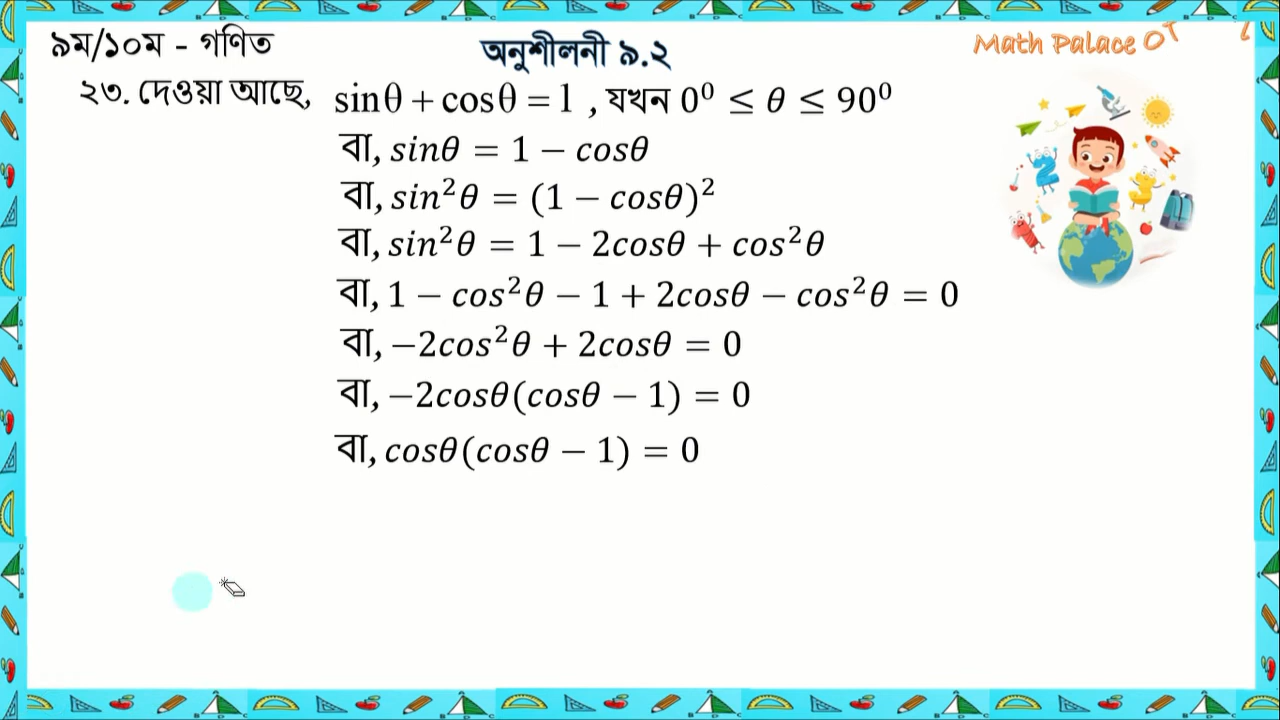 ৯ম/১০ম - গণিত
অনুশীলনী ৯.২
Math Palace Of
২৩. দেওয়া আছে, sinθ + cosθ = 1 , যখন 0⁰ ≤ θ ≤ 90⁰
বা, sinθ = 1 − cosθ
বা, sin²θ = (1 − cosθ)²
বা, sin²θ = 1 − 2cosθ + cos²θ
বা, 1 − cos²θ − 1 + 2cosθ − cos²θ = 0
বা, −2cos²θ + 2cosθ = 0
বা, −2cosθ(cosθ − 1) = 0
বা, cosθ(cosθ − 1) = 0